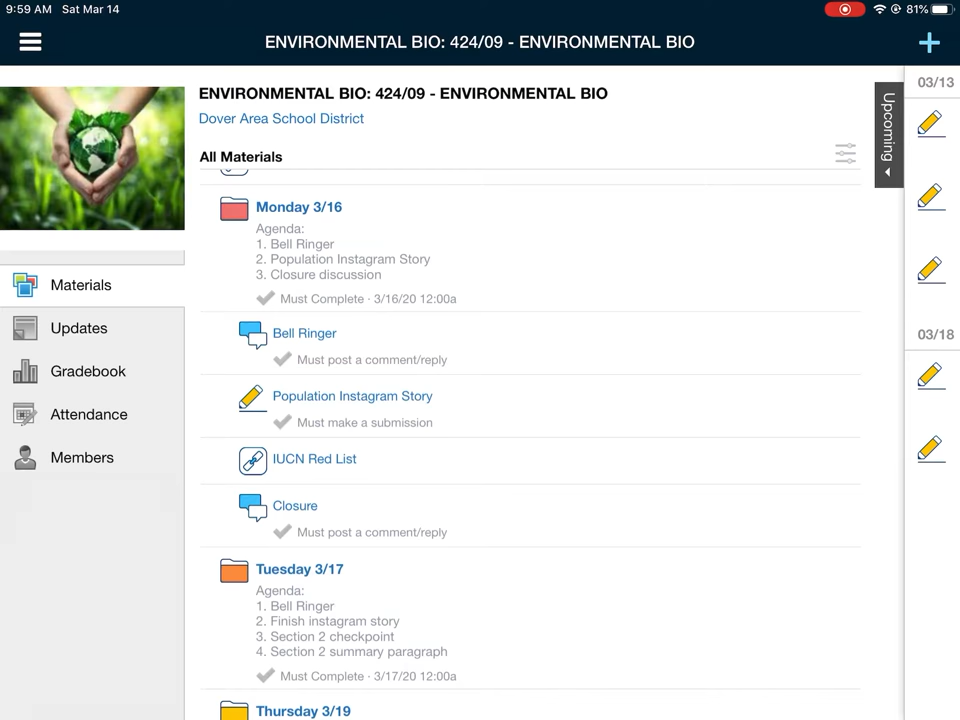 9:59 AM Sat Mar 14
81%
ENVIRONMENTAL BIO: 424/09 - ENVIRONMENTAL BIO
ENVIRONMENTAL BIO: 424/09 - ENVIRONMENTAL BIO
Dover Area School District
All Materials
Monday 3/16
Agenda:
1. Bell Ringer
2. Population Instagram Story
3. Closure discussion
Must Complete · 3/16/20 12:00a
Bell Ringer
Must post a comment/reply
Population Instagram Story
Must make a submission
IUCN Red List
Closure
Must post a comment/reply
Tuesday 3/17
Agenda:
1. Bell Ringer
2. Finish instagram story
3. Section 2 checkpoint
4. Section 2 summary paragraph
Must Complete · 3/17/20 12:00a
Thursday 3/19
Materials
Updates
Gradebook
Attendance
Members
Upcoming
03/13
03/18